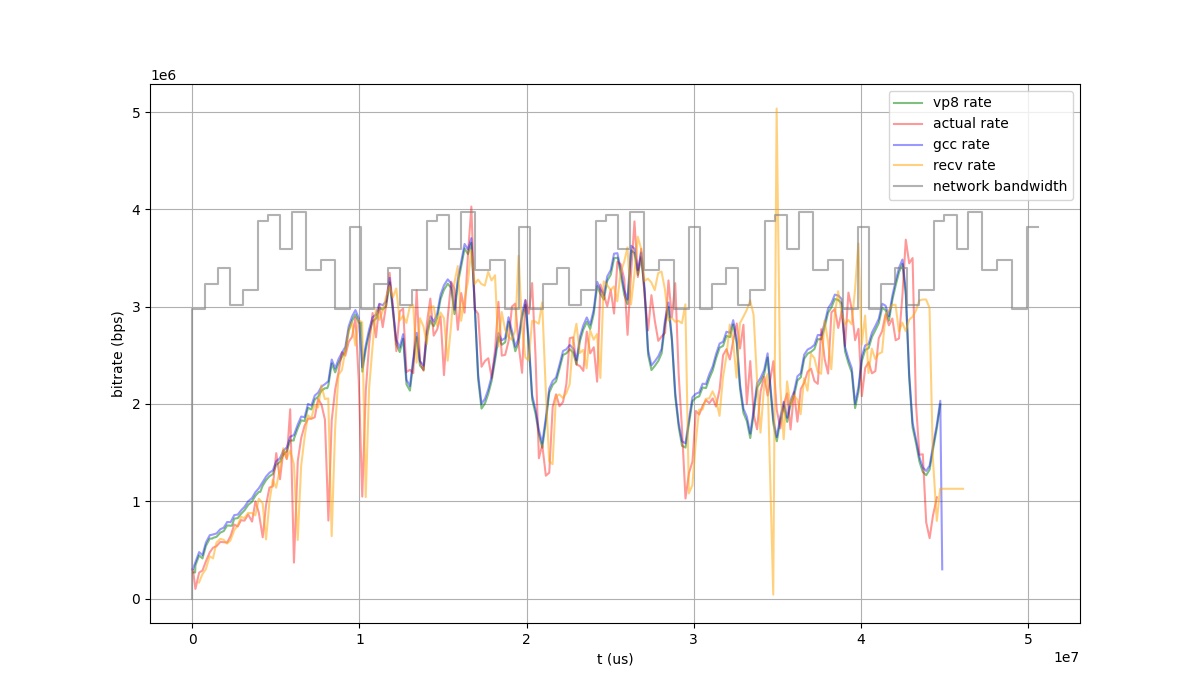 1e6
vp8 rate
actual rate
gcc rate
recv rate
network bandwidth
5
4
3
2
1
0
bitrate (bps)
0 1 2 3 4 5
1e7
t (us)